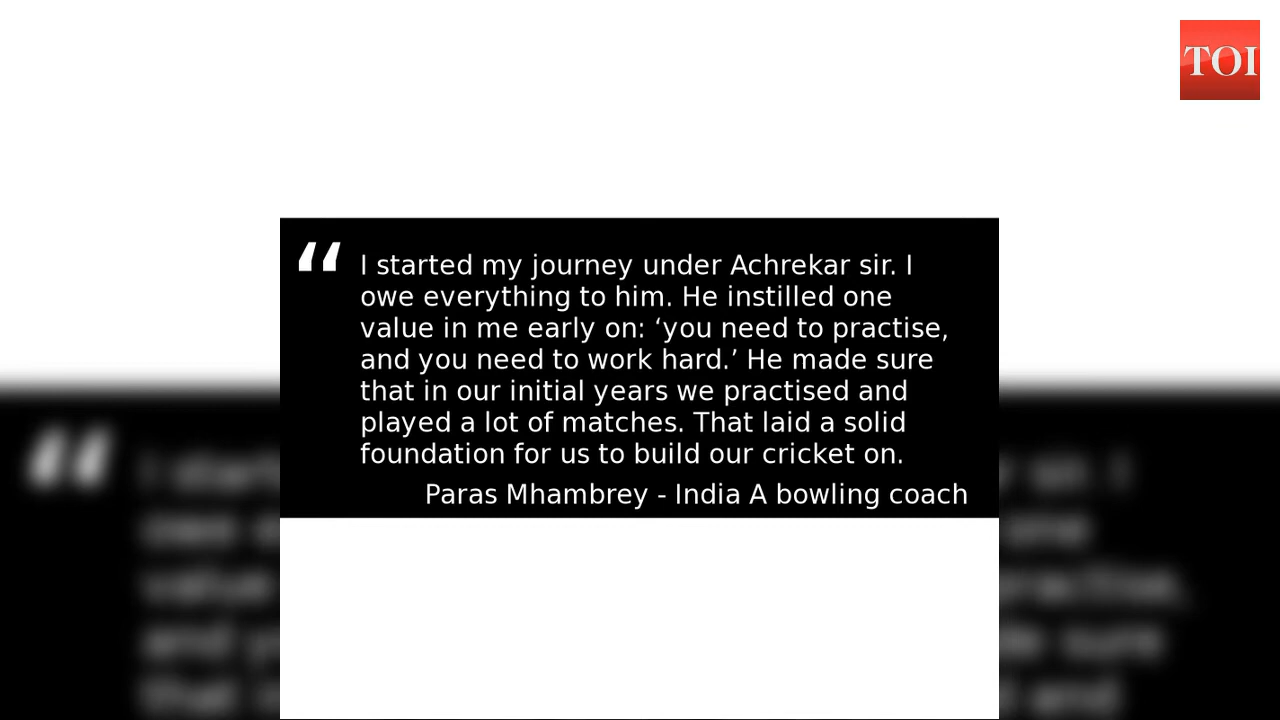 TOI
“
I started my journey under Achrekar sir. I
owe everything to him. He instilled one
value in me early on: ‘you need to practise,
and you need to work hard.’ He made sure
that in our initial years we practised and
played a lot of matches. That laid a solid
foundation for us to build our cricket on.
Paras Mhambrey - India A bowling coach